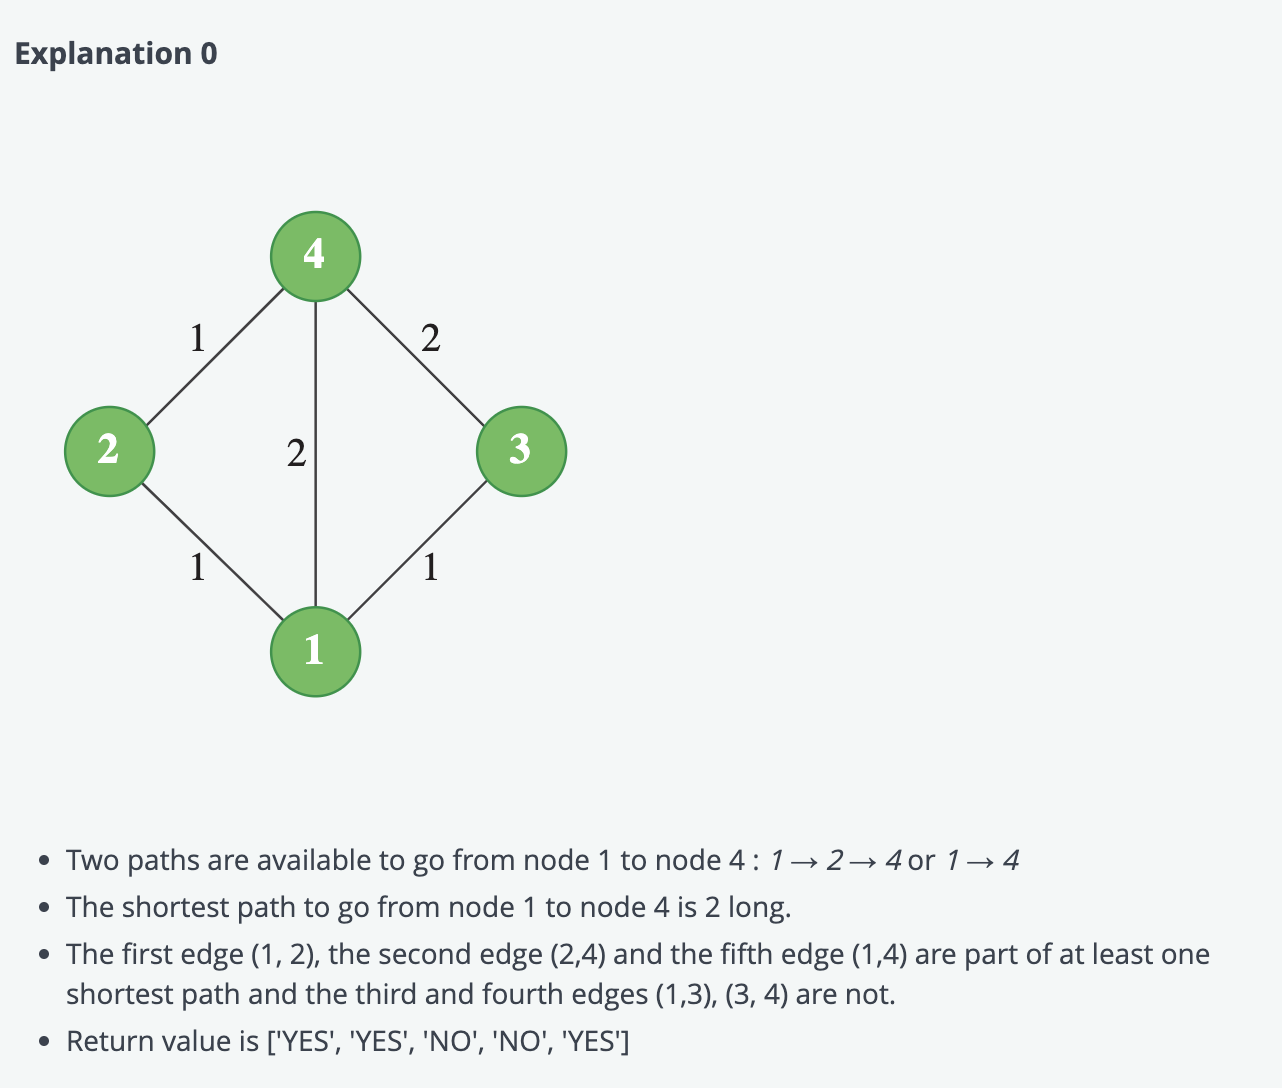 Explanation 0
4
1
2
2
2
3
1
1
1
• Two paths are available to go from node 1 to node 4 : 1 → 2 → 4 or 1 → 4
• The shortest path to go from node 1 to node 4 is 2 long.
• The first edge (1, 2), the second edge (2,4) and the fifth edge (1,4) are part of at least one
shortest path and the third and fourth edges (1,3), (3, 4) are not.
• Return value is ['YES', 'YES', 'NO', 'NO', 'YES']